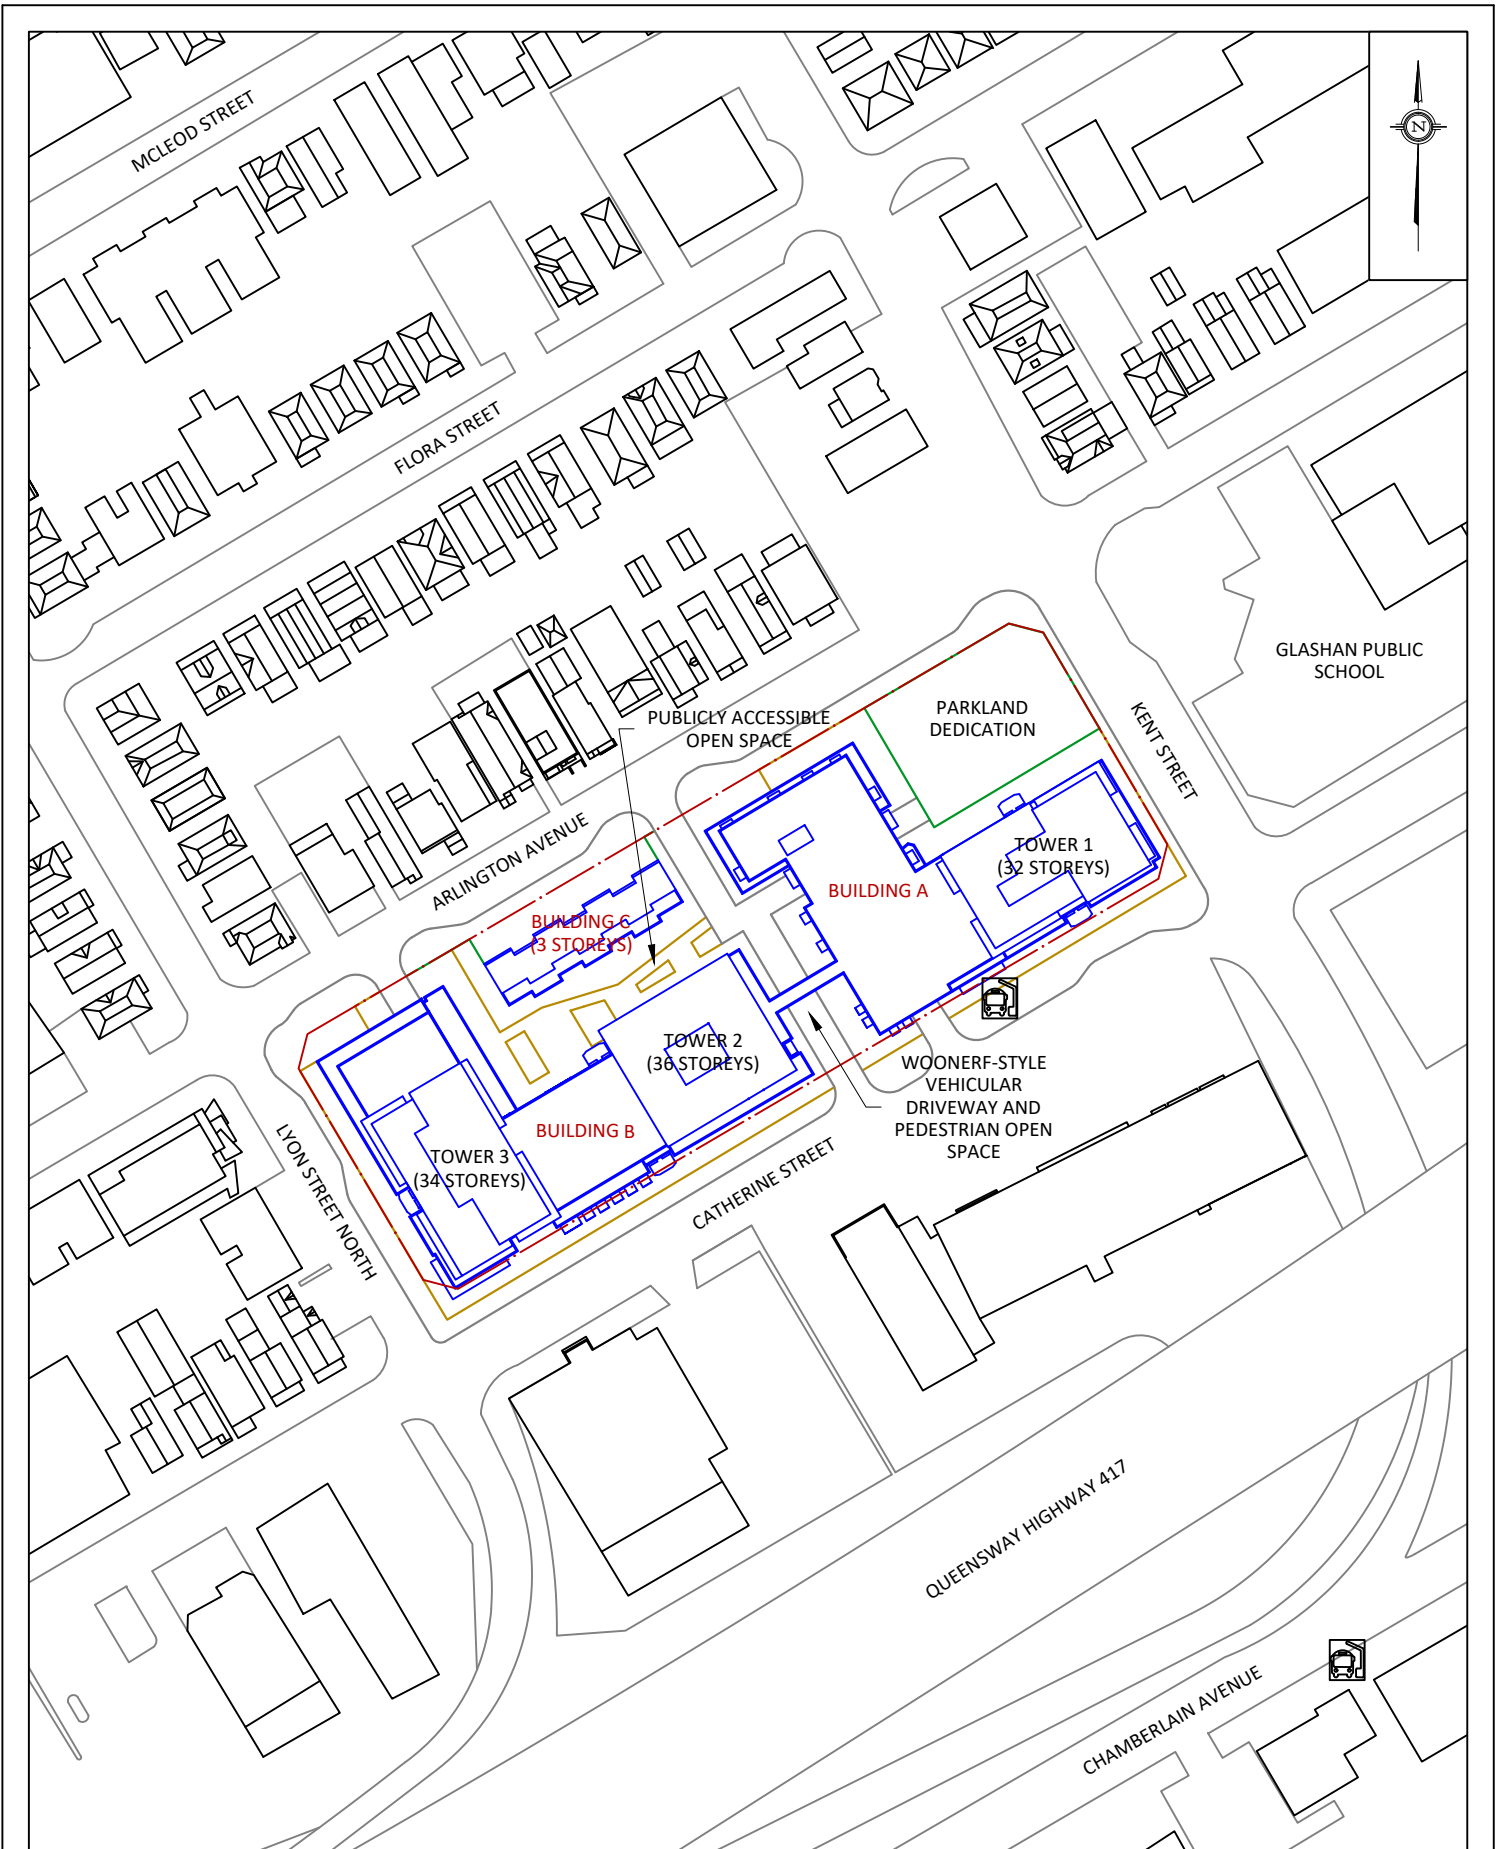 MCLEOD STREET
N
FLORA STREET
GLASHAN PUBLIC
SCHOOL
PUBLICLY ACCESSIBLE
OPEN SPACE
PARKLAND
DEDICATION
KENT STREET
ARLINGTON AVENUE
TOWER 1
(32 STOREYS)
BUILDING A
BUILDING C
(3 STOREYS)
TOWER 2
(36 STOREYS)
WOONERF-STYLE
VEHICULAR
DRIVEWAY AND
PEDESTRIAN OPEN
SPACE
BUILDING B
TOWER 3
(34 STOREYS)
LYON STREET NORTH
CATHERINE STREET
QUEENSWAY HIGHWAY 417
CHAMBERLAIN AVENUE